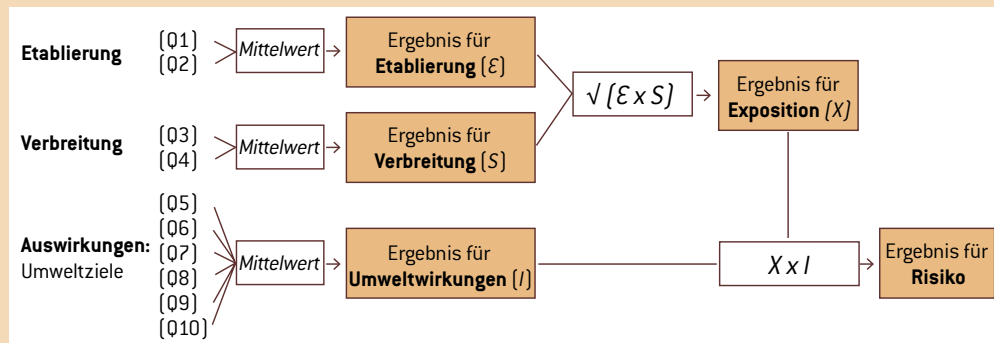 Etablierung
(Q1)
(Q2)
Mittelwert
Ergebnis für
Etablierung (E)
√ (E x S)
Ergebnis für
Exposition (X)
Verbreitung
(Q3)
(Q4)
Mittelwert
Ergebnis für
Verbreitung (S)
Auswirkungen:
Umweltziele
(Q5)
(Q6)
(Q7)
(Q8)
(Q9)
(Q10)
Mittelwert
Ergebnis für
Umweltwirkungen (I)
X x I
Ergebnis für
Risiko